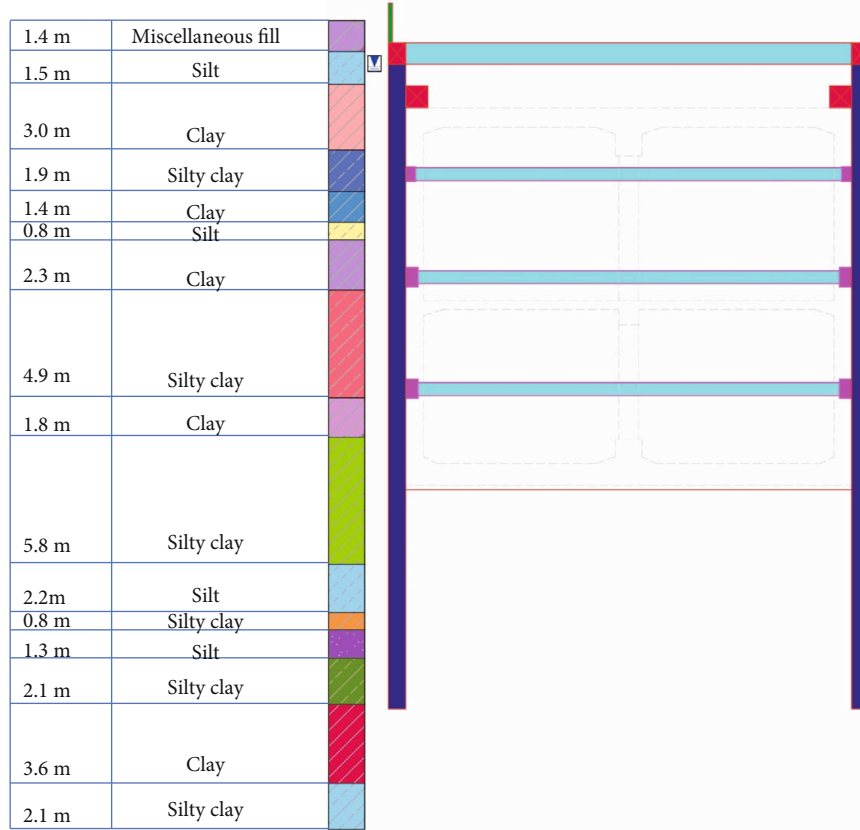 1.4 m Miscellaneous fill
1.5 m Silt
3.0 m Clay
1.9 m Silty clay
1.4 m Clay
0.8 m Silt
2.3 m Clay
4.9 m Silty clay
1.8 m Clay
5.8 m Silty clay
2.2m Silt
0.8 m Silty clay
1.3 m Silt
2.1 m Silty clay
3.6 m Clay
2.1 m Silty clay